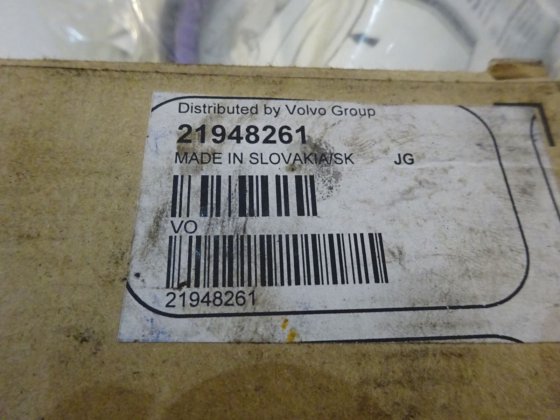 Distributed by Volvo Group
21948261
MADE IN SLOVAKIA/SK JG
VO
21948261